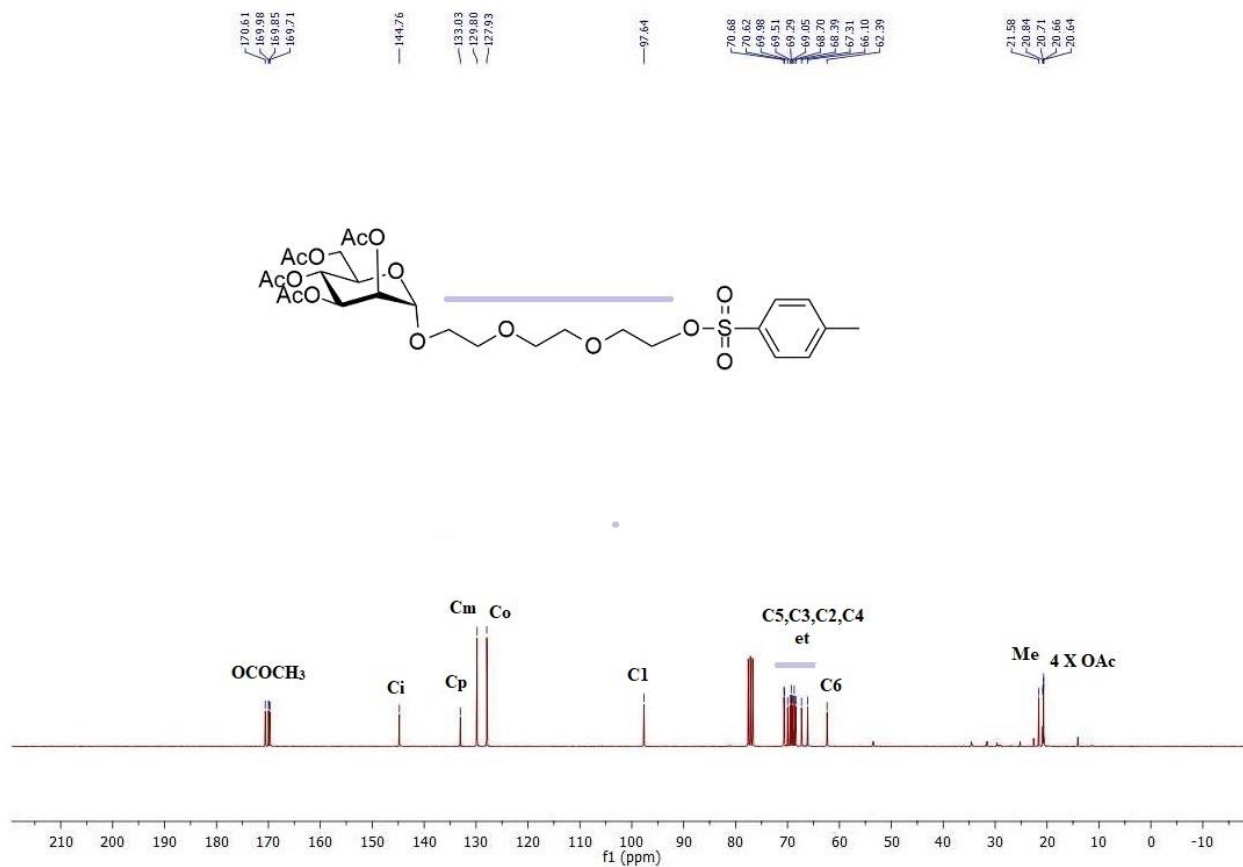 170.61
169.98
169.85
169.71
144.76
133.03
129.80
127.93
97.64
70.68
70.62
69.98
69.51
69.29
69.05
68.70
68.39
67.31
66.10
62.39
21.58
20.84
20.71
20.66
20.64
AcO
AcO
AcO
AcO
O
O
O
O
O
S
O
O
Cm
Co
C5,C3,C2,C4
et
OCOCH3
Ci
Cp
C1
C6
Me
4 X OAc
210 200 190 180 170 160 150 140 130 120 110 100 90 80 70 60 50 40 30 20 10 0 -10
f1 (ppm)